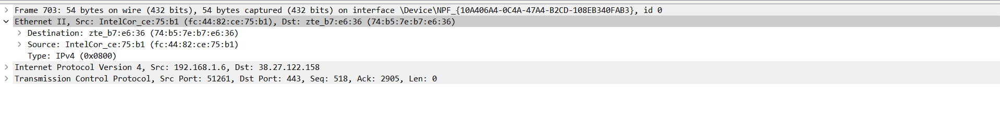 Frame 703: 54 bytes on wire (432 bits), 54 bytes captured (432 bits) on interface \Device\NPF_{10A406A4-0C4A-47A4-B2CD-108EB340FAB3}, id 0
Ethernet II, Src: IntelCor_ce:75:b1 (fc:44:82:ce:75:b1), Dst: zte_b7:e6:36 (74:b5:7e:b7:e6:36)
Destination: zte_b7:e6:36 (74:b5:7e:b7:e6:36)
Source: IntelCor_ce:75:b1 (fc:44:82:ce:75:b1)
Type: IPv4 (0x0800)
Internet Protocol Version 4, Src: 192.168.1.6, Dst: 38.27.122.158
Transmission Control Protocol, Src Port: 51261, Dst Port: 443, Seq: 518, Ack: 2905, Len: 0